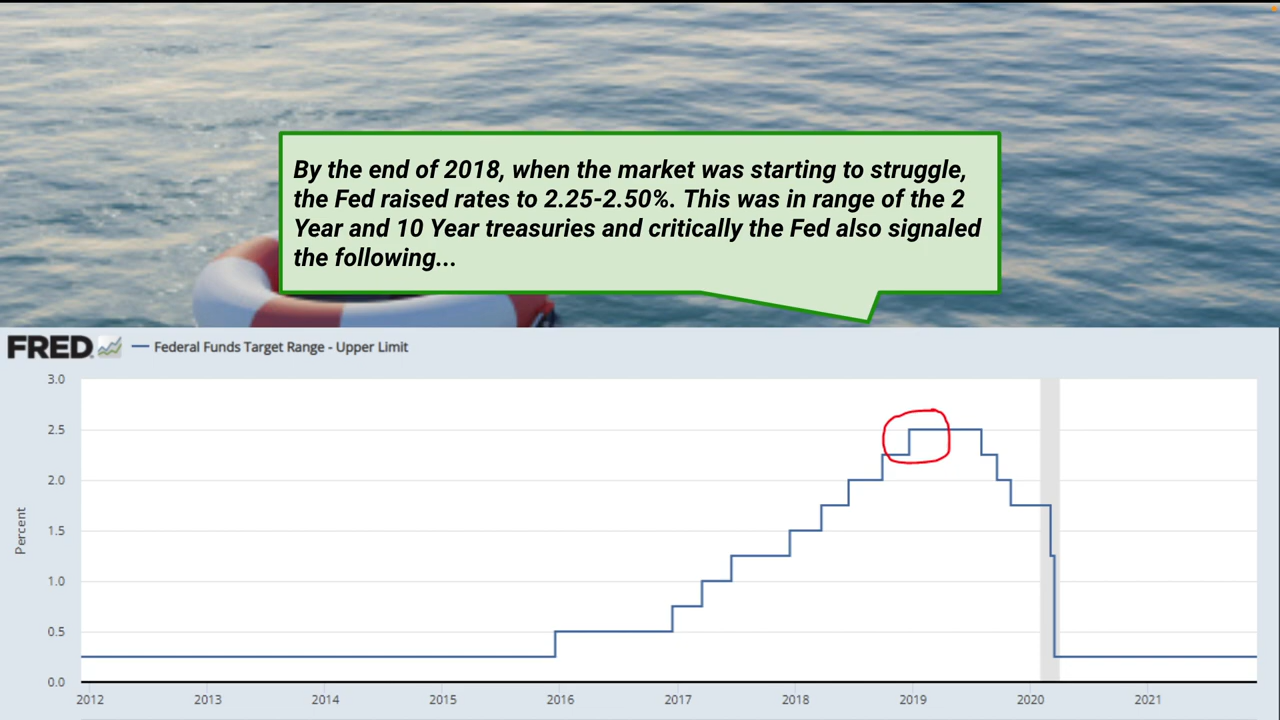 By the end of 2018, when the market was starting to struggle,
the Fed raised rates to 2.25-2.50%. This was in range of the 2
Year and 10 Year treasuries and critically the Fed also signaled
the following...
FRED
Federal Funds Target Range - Upper Limit
3.0
2.5
2.0
1.5
1.0
0.5
0.0
Percent
2012 2013 2014 2015 2016 2017 2018 2019 2020 2021